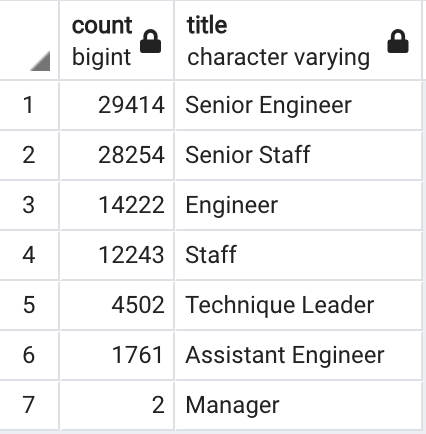 count title
bigint character varying
1 29414 Senior Engineer
2 28254 Senior Staff
3 14222 Engineer
4 12243 Staff
5 4502 Technique Leader
6 1761 Assistant Engineer
7 2 Manager